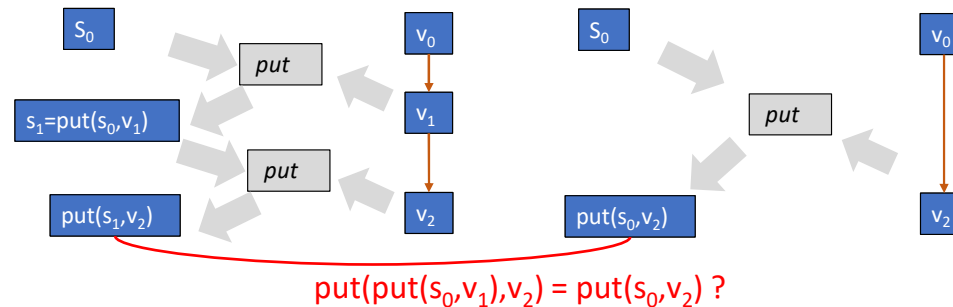 S₀
v₀
put
s₁=put(s₀,v₁)
v₁
put
put(s₁,v₂)
v₂
S₀
v₀
put
put(s₀,v₂)
v₂
put(put(s₀,v₁),v₂) = put(s₀,v₂) ?